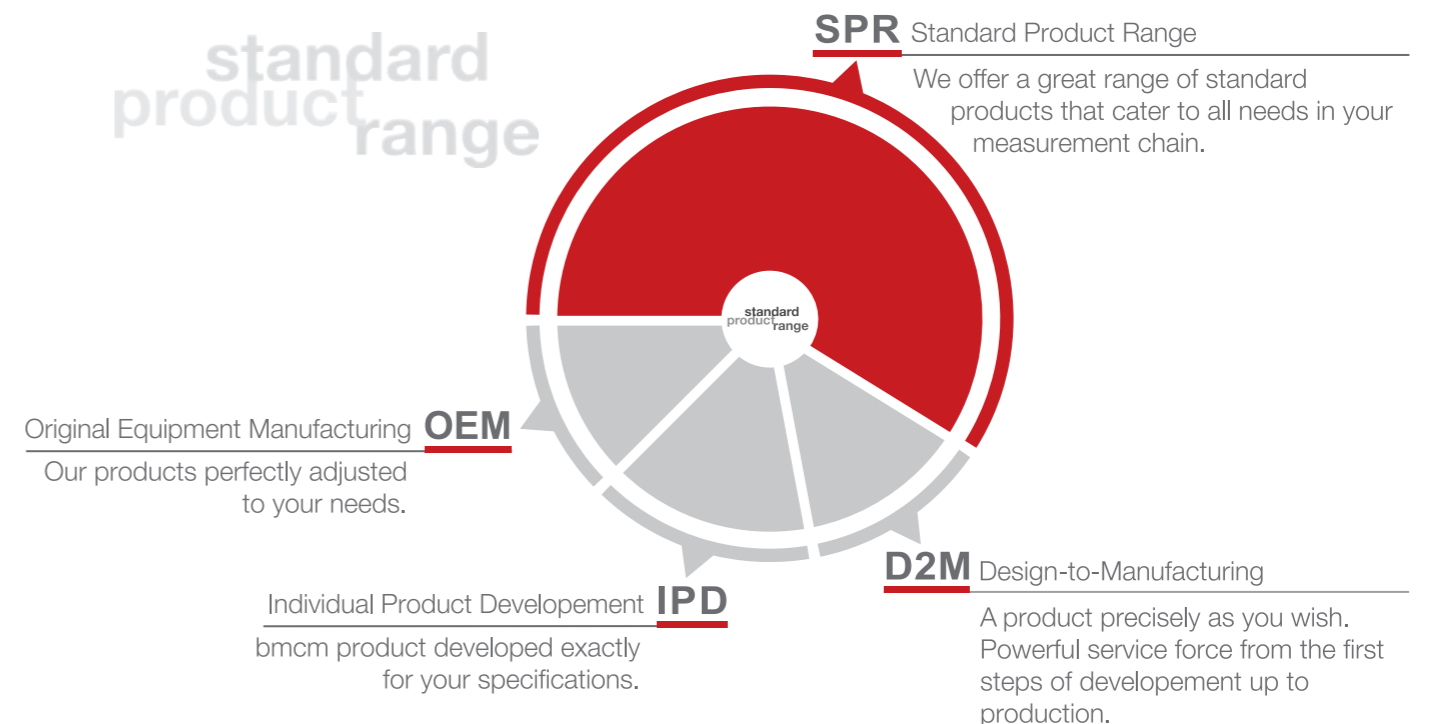 standard
product
range
SPR Standard Product Range
We offer a great range of standard
products that cater to all needs in your
measurement chain.
standard
product
range
Original Equipment Manufacturing OEM
Our products perfectly adjusted
to your needs.
Individual Product Developement IPD
bmcm product developed exactly
for your specifications.
D2M Design-to-Manufacturing
A product precisely as you wish.
Powerful service force from the first
steps of developement up to
production.